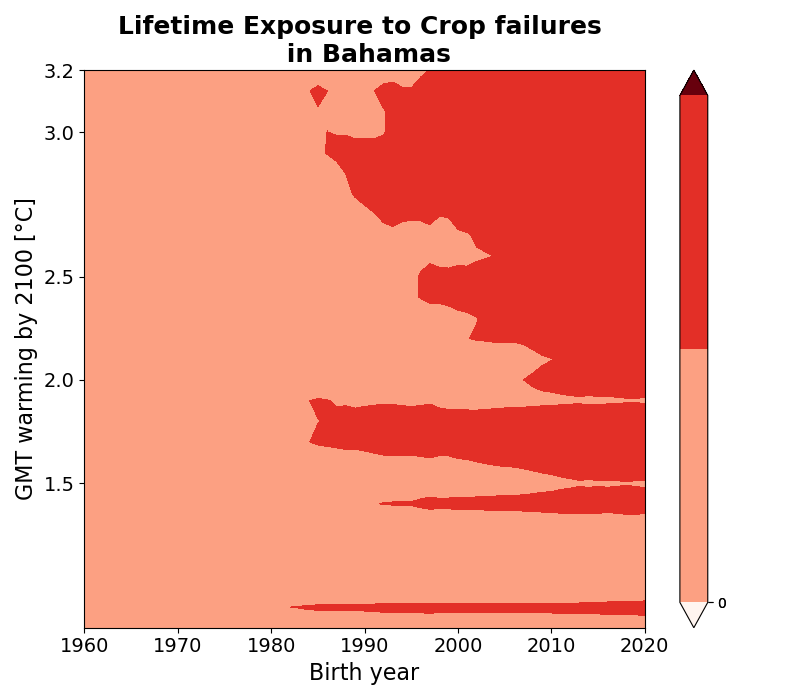 Lifetime Exposure to Crop failures
in Bahamas
GMT warming by 2100 [°C]
3.2
3.0
2.5
2.0
1.5
0
1960 1970 1980 1990 2000 2010 2020
Birth year